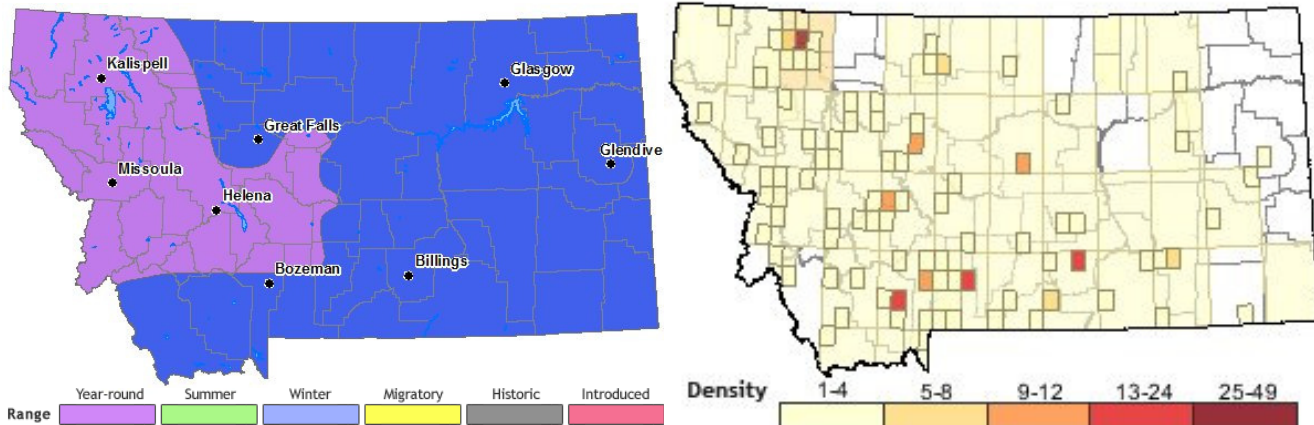 Kalispell
Glasgow
Great Falls
Glendive
Missoula
Helena
Bozeman
Billings
Year-round Summer Winter Migratory Historic Introduced
Range
Density 1-4 5-8 9-12 13-24 25-49